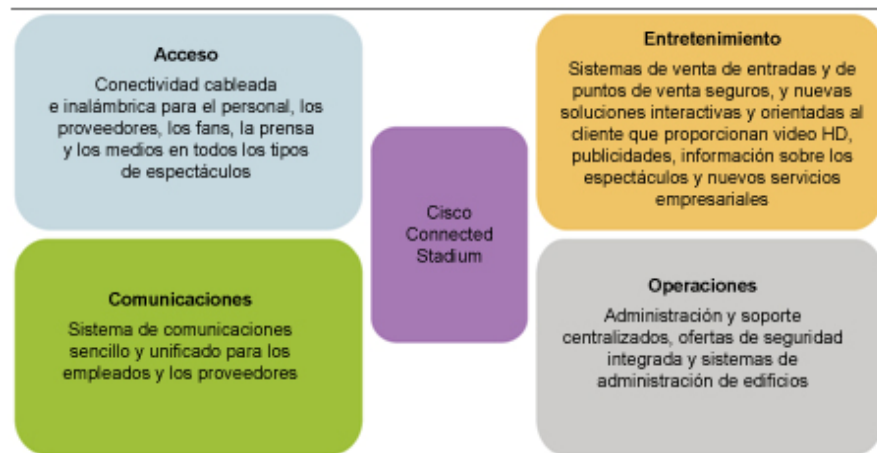 Acceso
Conectividad cableada
e inalámbrica para el personal, los
proveedores, los fans, la prensa
y los medios en todos los tipos
de espectáculos
Entretenimiento
Sistemas de venta de entradas y de
puntos de venta seguros, y nuevas
soluciones interactivas y orientadas al
cliente que proporcionan video HD,
publicidades, información sobre los
espectáculos y nuevos servicios
empresariales
Cisco
Connected
Stadium
Comunicaciones
Sistema de comunicaciones
sencillo y unificado para los
empleados y los proveedores
Operaciones
Administración y soporte
centralizados, ofertas de seguridad
integrada y sistemas de
administración de edificios